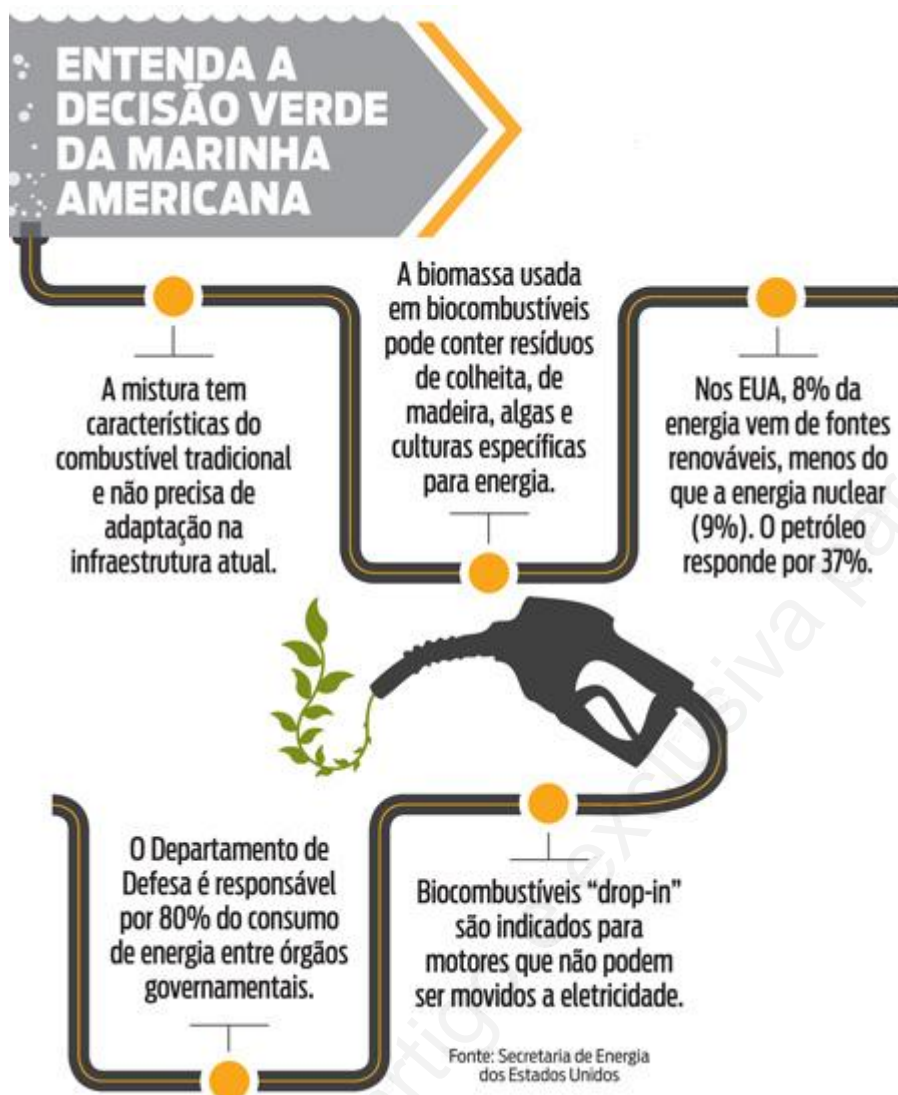 ENTENDA A
DECISÃO VERDE
DA MARINHA
AMERICANA
A mistura tem
características do
combustível tradicional
e não precisa de
adaptação na
infraestrutura atual.
A biomassa usada
em biocombustíveis
pode conter resíduos
de colheita, de
madeira, algas e
culturas específicas
para energia.
Nos EUA, 8% da
energia vem de fontes
renováveis, menos do
que a energia nuclear
(9%). O petróleo
responde por 37%.
O Departamento de
Defesa é responsável
por 80% do consumo
de energia entre órgãos
governamentais.
Biocombustíveis “drop-in”
são indicados para
motores que não podem
ser movidos a eletricidade.
Fonte: Secretaria de Energia
dos Estados Unidos